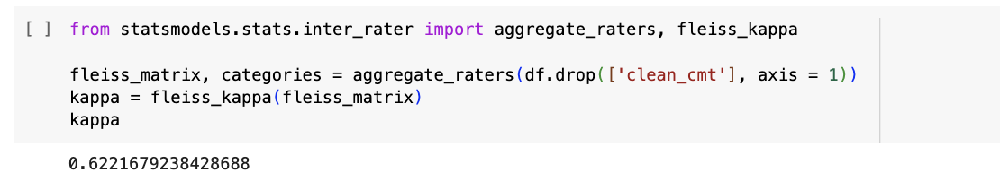 [ ] from statsmodels.stats.inter_rater import aggregate_raters, fleiss_kappa
fleiss_matrix, categories = aggregate_raters(df.drop(['clean_cmt'], axis = 1))
kappa = fleiss_kappa(fleiss_matrix)
kappa
0.6221679238428688